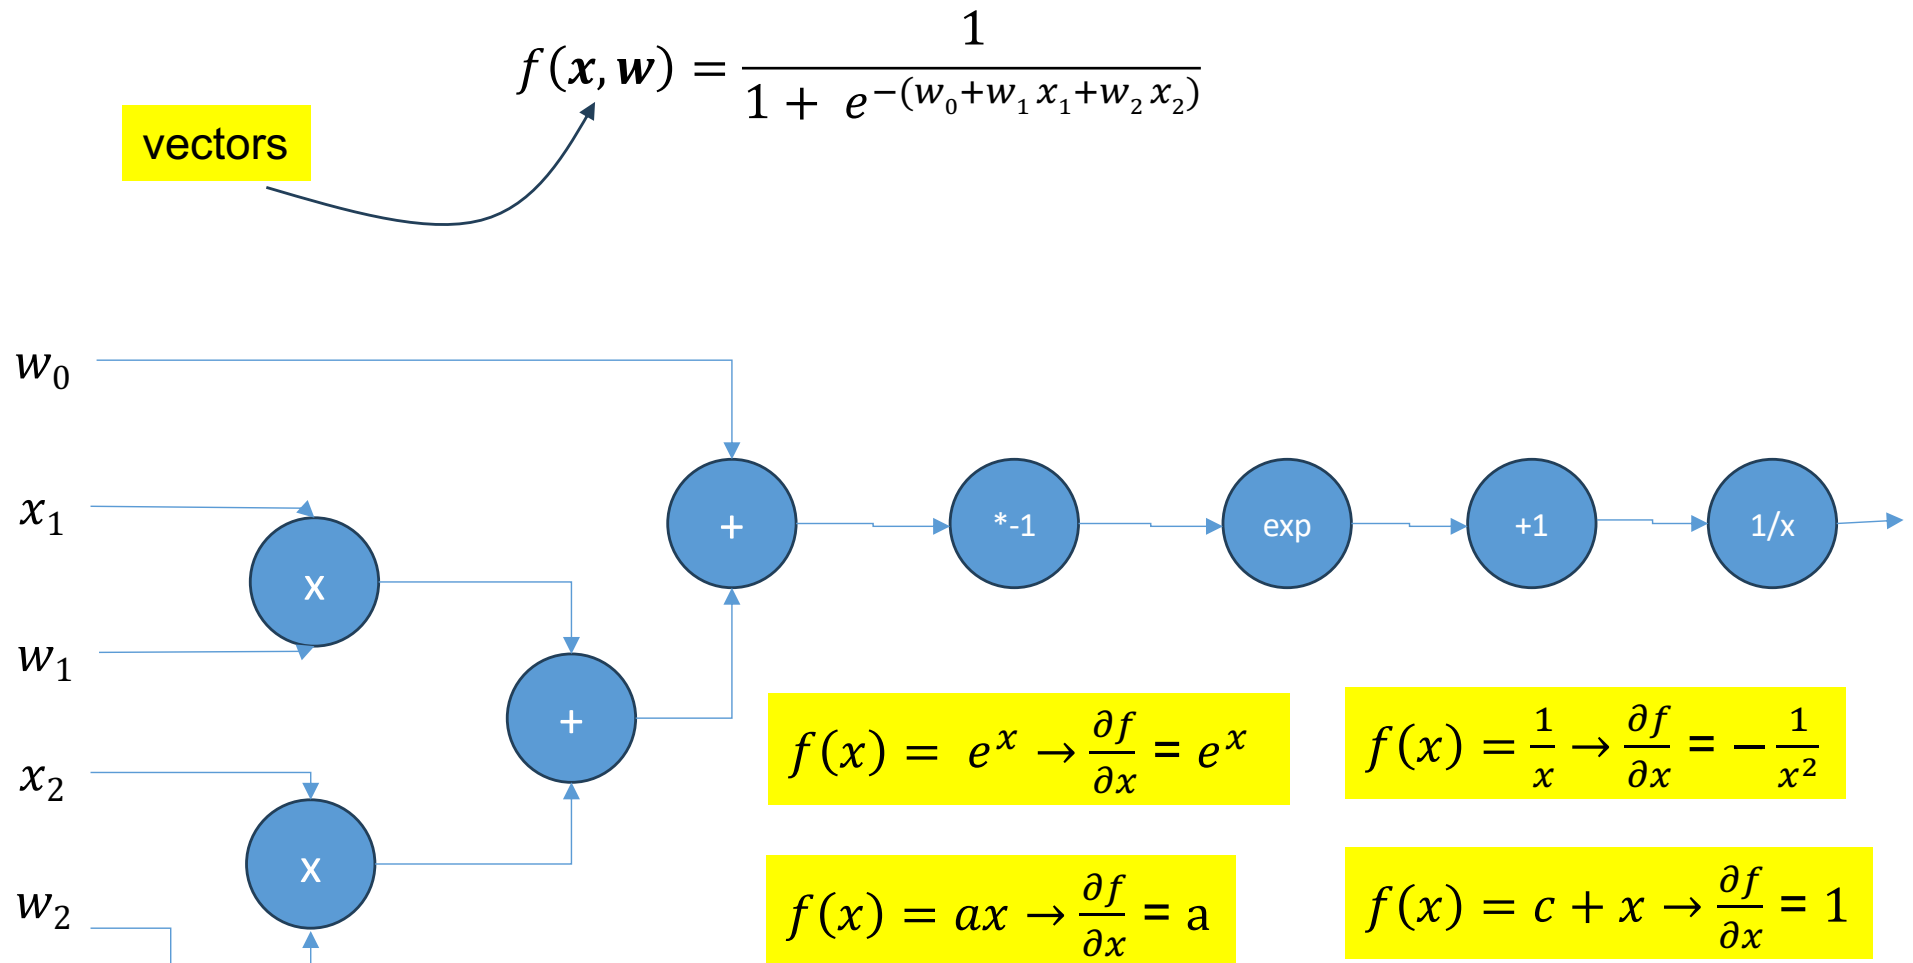 f(x, w) = 1 / (1 + e^−(w₀+w₁x₁+w₂x₂))
vectors
w₀
x₁
+
*-1
exp
+1
1/x
x
w₁
+
f(x) = e^x → ∂f/∂x = e^x
f(x) = 1/x → ∂f/∂x = − 1/x²
x₂
x
w₂
f(x) = ax → ∂f/∂x = a
f(x) = c + x → ∂f/∂x = 1